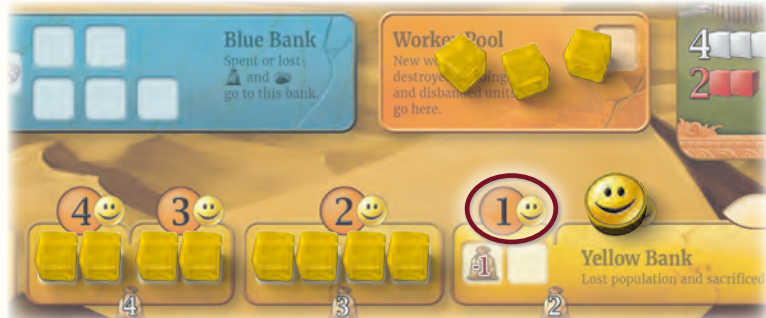 Blue Bank
Spent or lost
and
go to this bank.
Worker Pool
New
destroyed
and disbanded units
go here.
4
2
4
3
2
1
-1
Yellow Bank
Lost population and sacrificed
4
3
2